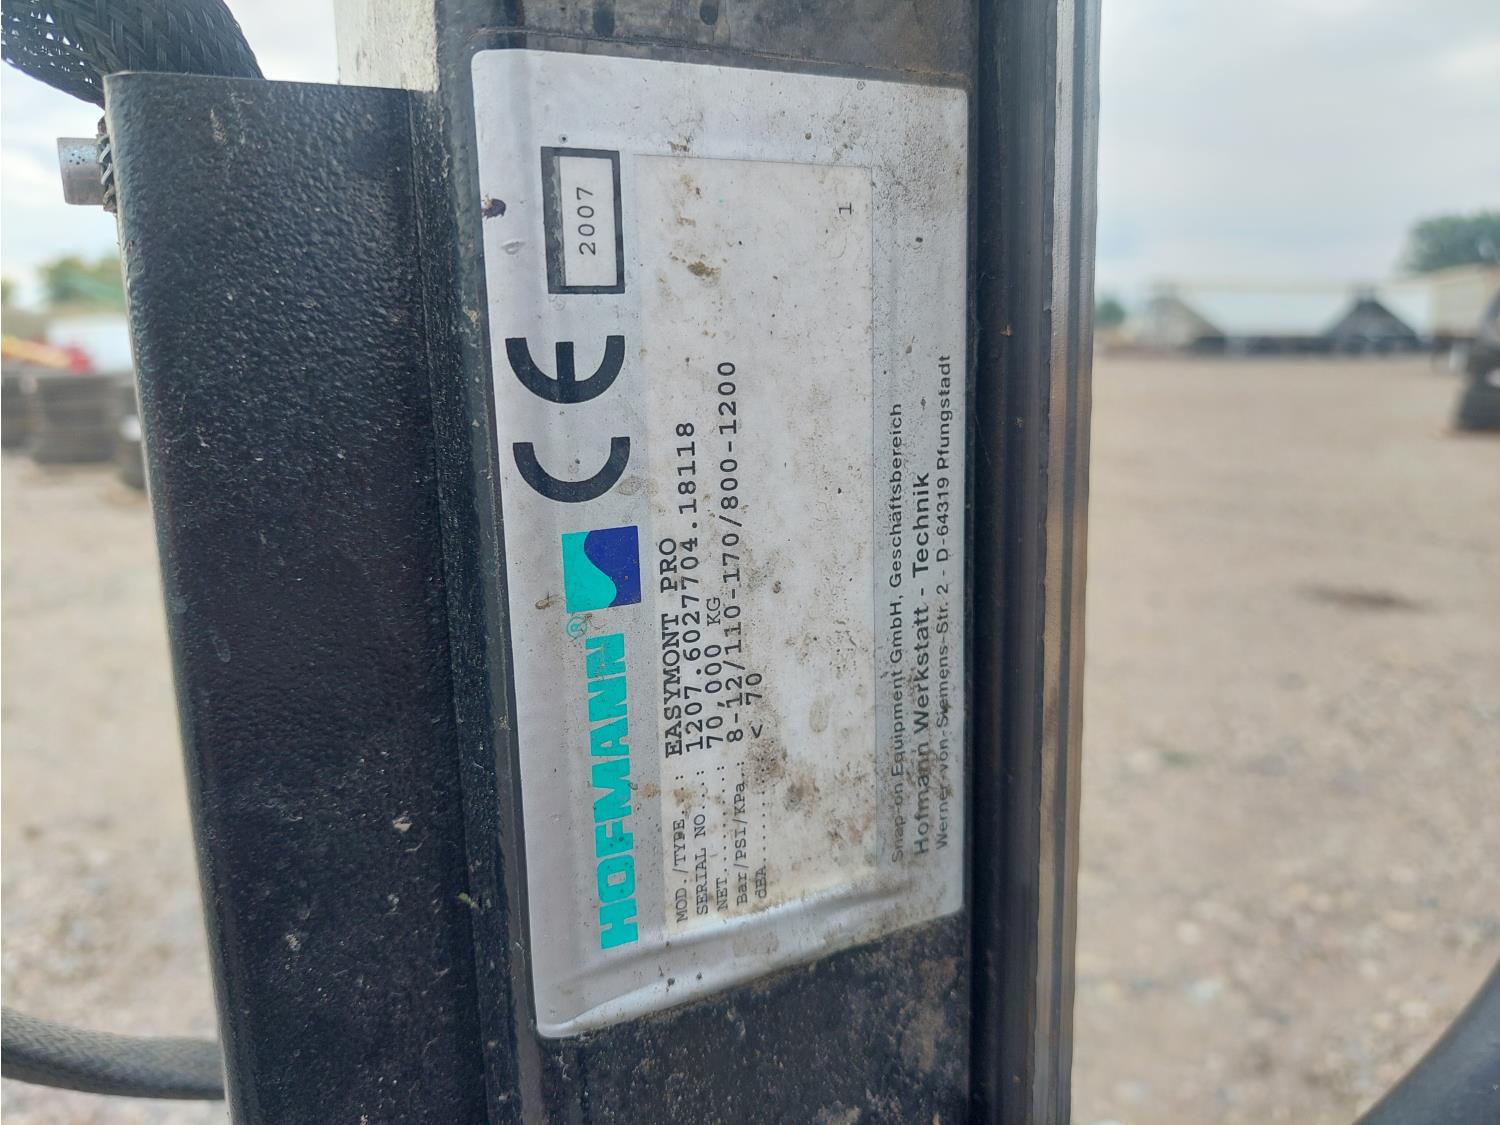 HOFMANN® CE 2007
MOD./TYPE..: EASYMONT PRO
SERIAL NO..: 1207.6027704.18118
NET........: 70,000 KG
Bar/PSI/KPa.: 8-12/110-170/800-1200
dBA........: < 70
1
Snap-on Equipment GmbH, Geschäftsbereich
Hofmann Werkstatt - Technik
Werner-von-Siemens-Str. 2 - D-64319 Pfungstadt